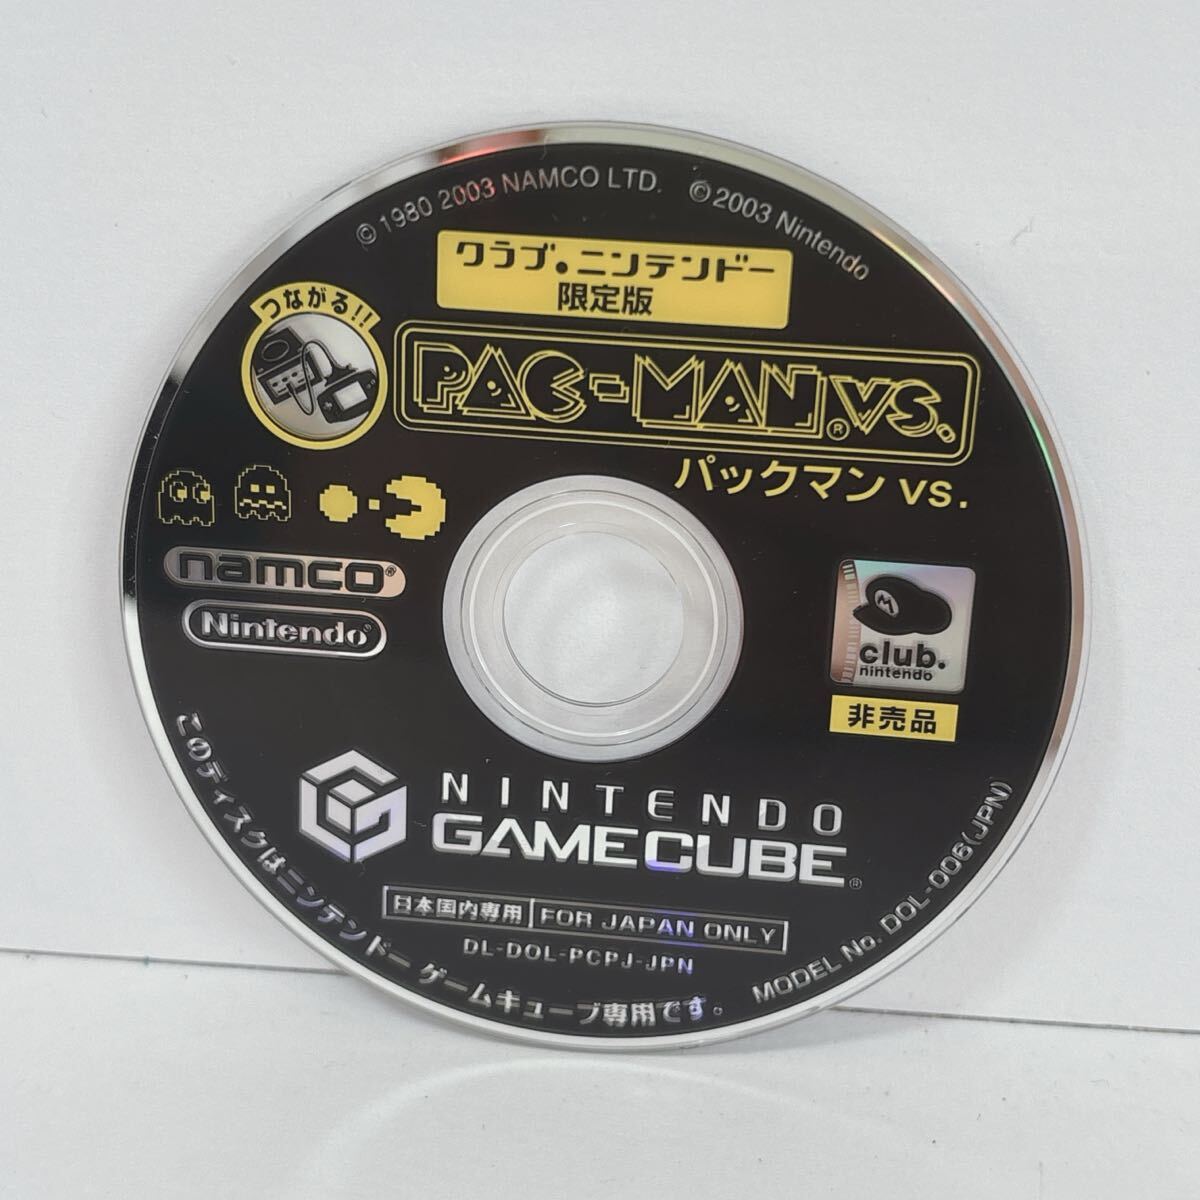 © 1980 2003 NAMCO LTD. © 2003 Nintendo
クラブ・ニンテンドー
限定版
つながる!!
PAC-MAN® VS.
パックマン VS.
namco®
Nintendo®
M
club.
nintendo
非売品
NINTENDO
GAMECUBE®
日本国内専用 FOR JAPAN ONLY
DL-DOL-PCPJ-JPN
このディスクはニンテンドー ゲームキューブ専用です。
MODEL No. DOL-006(JPN)